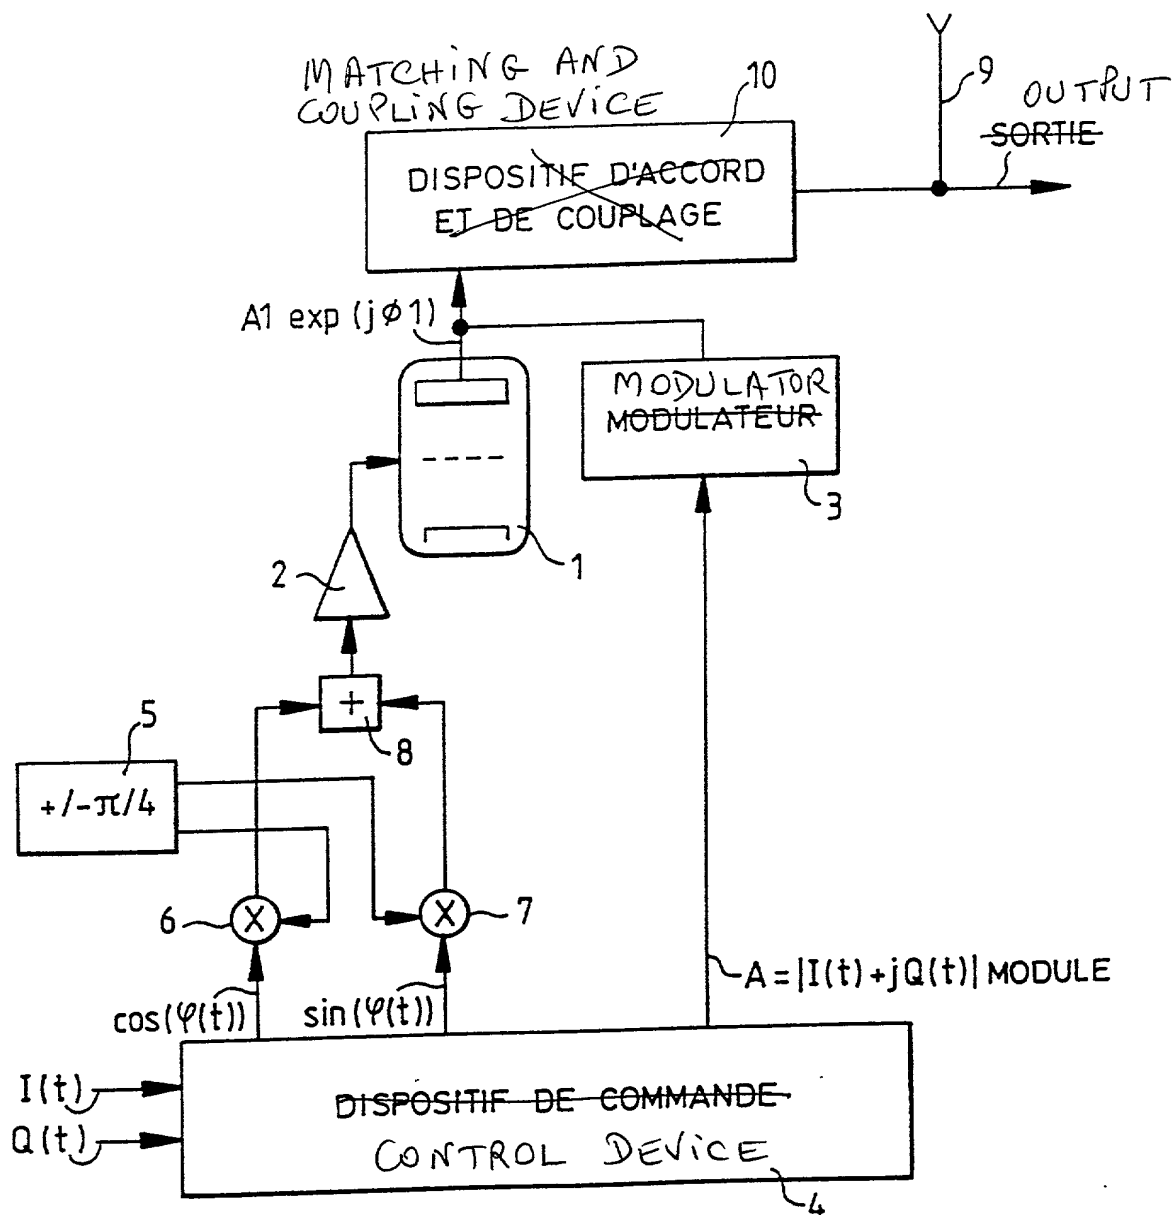 MATCHING AND
COUPLING DEVICE
10
9
OUTPUT
SORTIE
DISPOSITIF D'ACCORD
ET DE COUPLAGE
A1 exp (jφ1)
MODULATOR
MODULATEUR
3
1
2
+
8
5
+/-π/4
6
X
X
7
A = |I(t)+jQ(t)| MODULE
cos(φ(t))
sin(φ(t))
I(t)
Q(t)
DISPOSITIF DE COMMANDE
CONTROL DEVICE
4